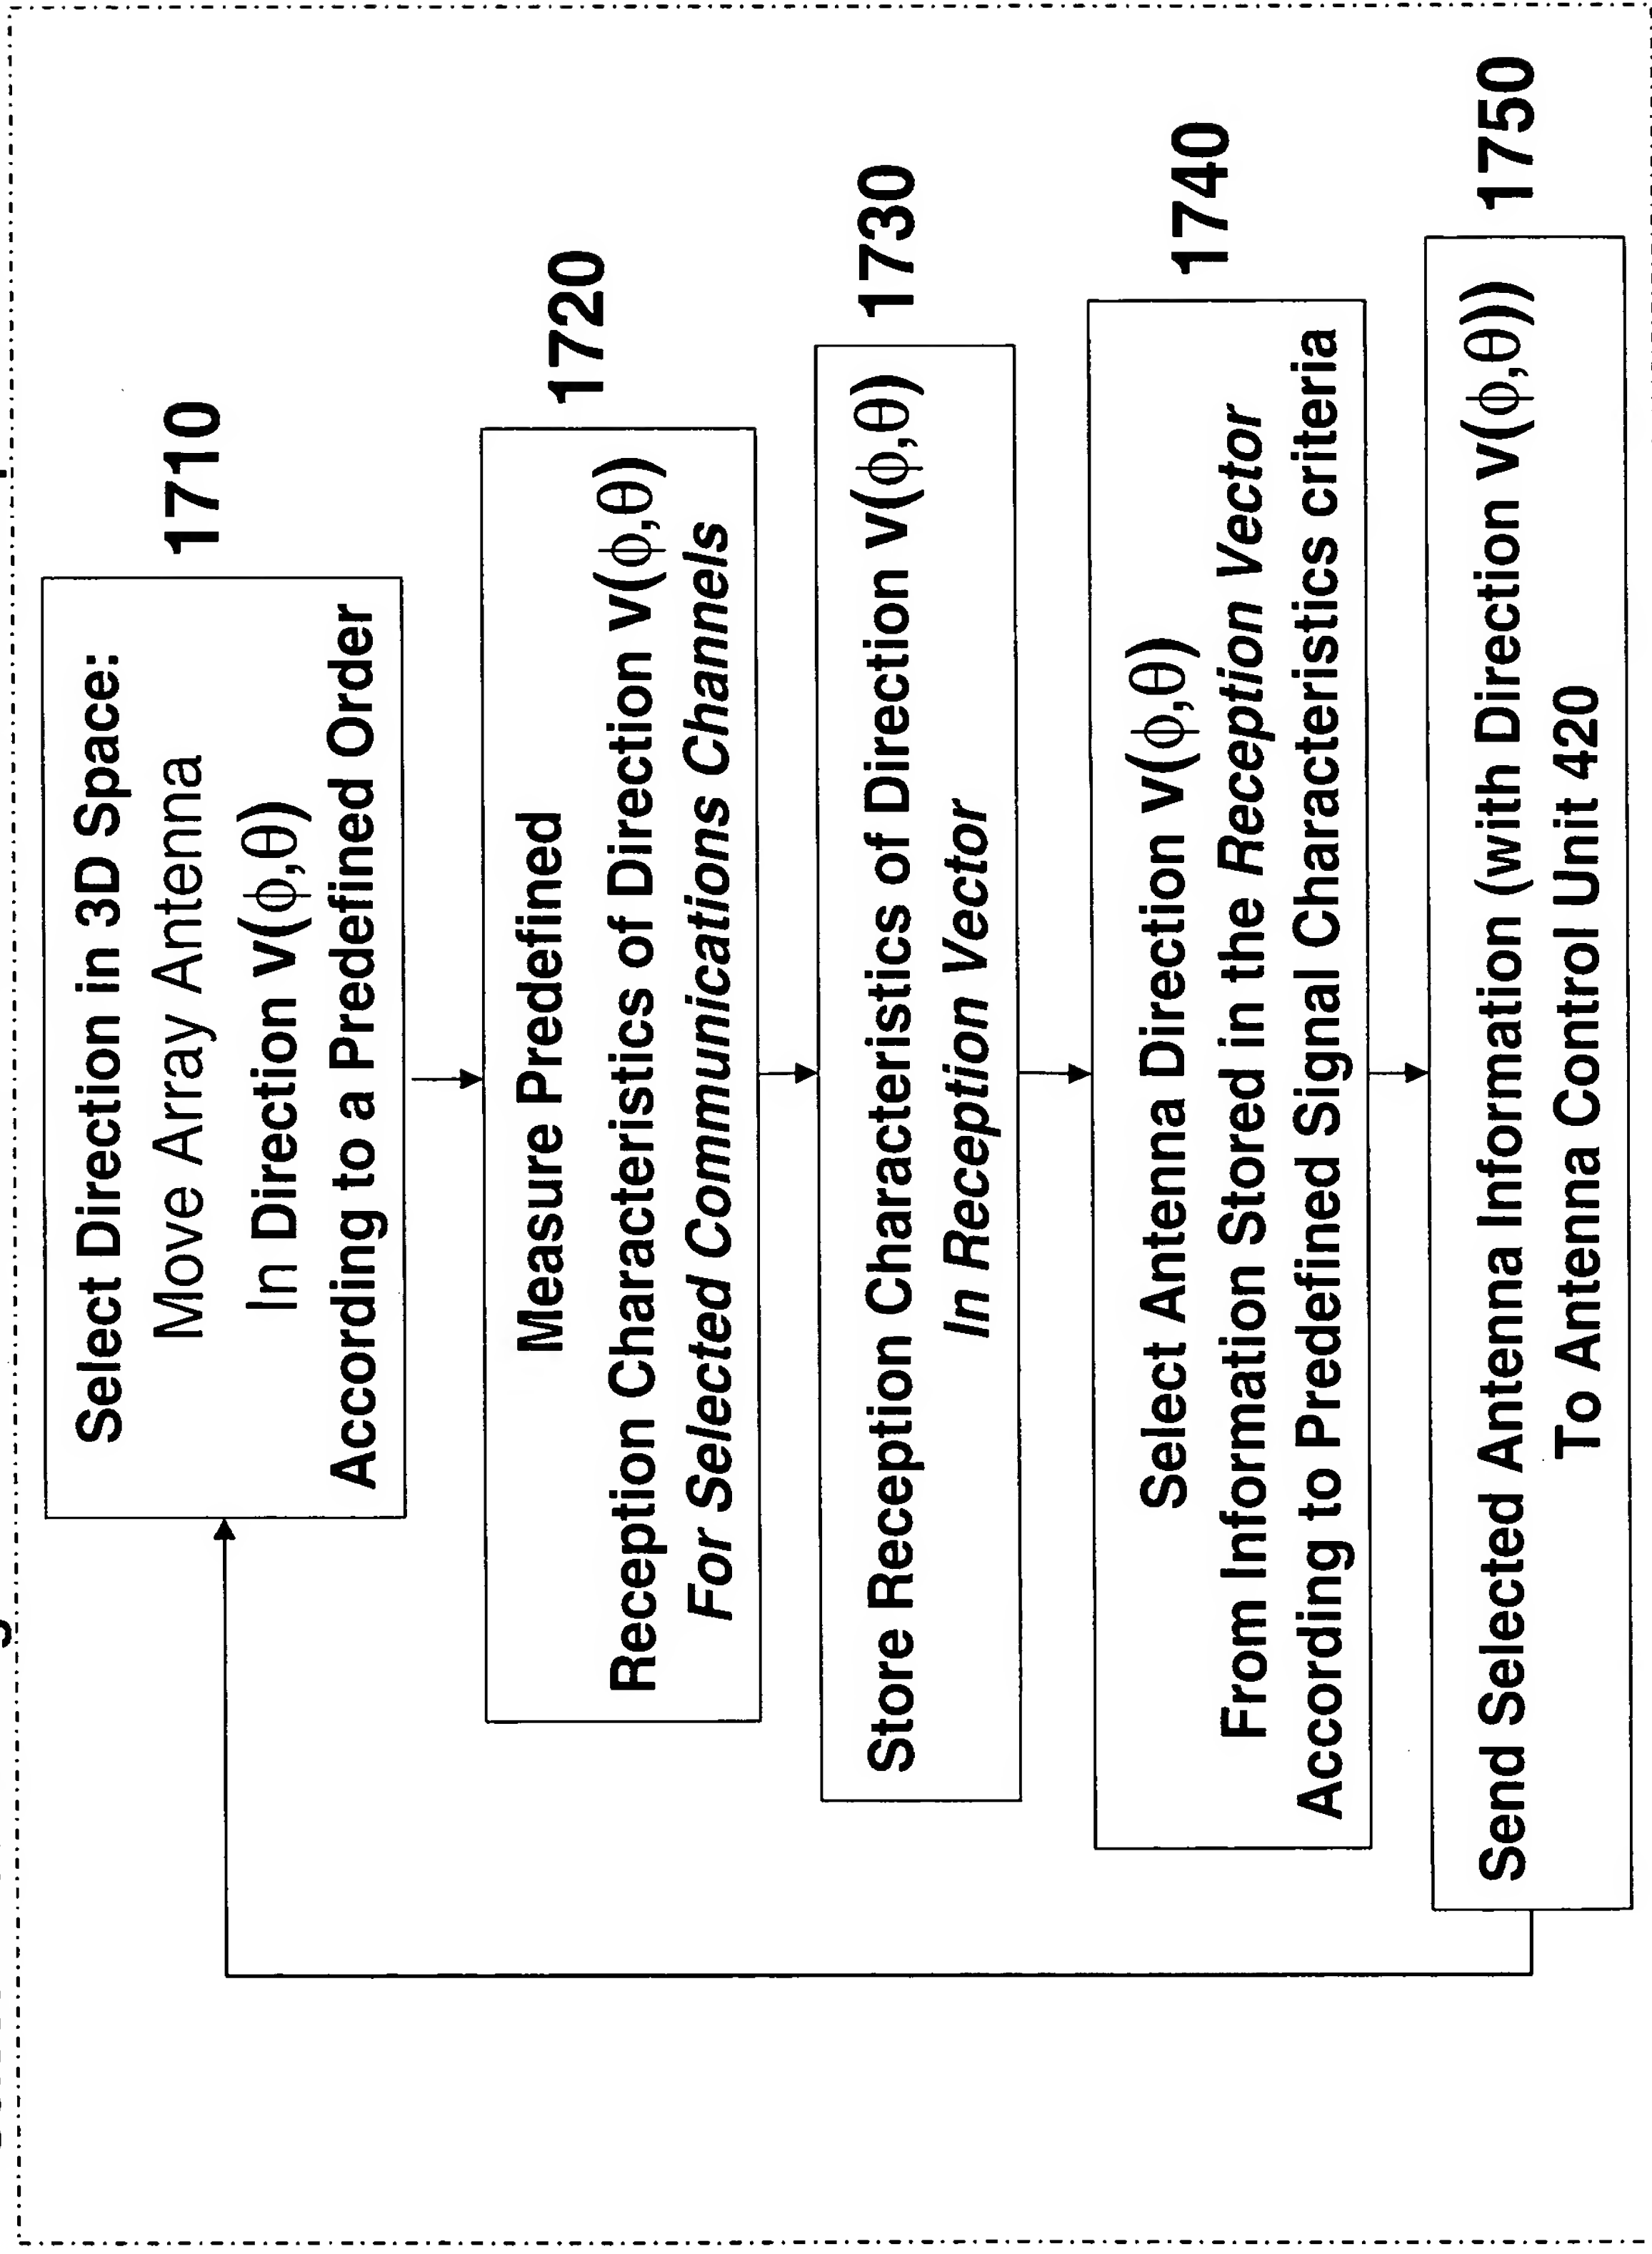 1710
Select Direction in 3D Space:
Move Array Antenna
In Direction v(ϕ,θ)
According to a Predefined Order
1720
Measure Predefined
Reception Characteristics of Direction v(ϕ,θ)
For Selected Communications Channels
1730
Store Reception Characteristics of Direction v(ϕ,θ)
In Reception Vector
1740
Select Antenna Direction v(ϕ,θ)
From Information Stored in the Reception Vector
According to Predefined Signal Characteristics criteria
1750
Send Selected Antenna Information (with Direction v(ϕ,θ))
To Antenna Control Unit 420